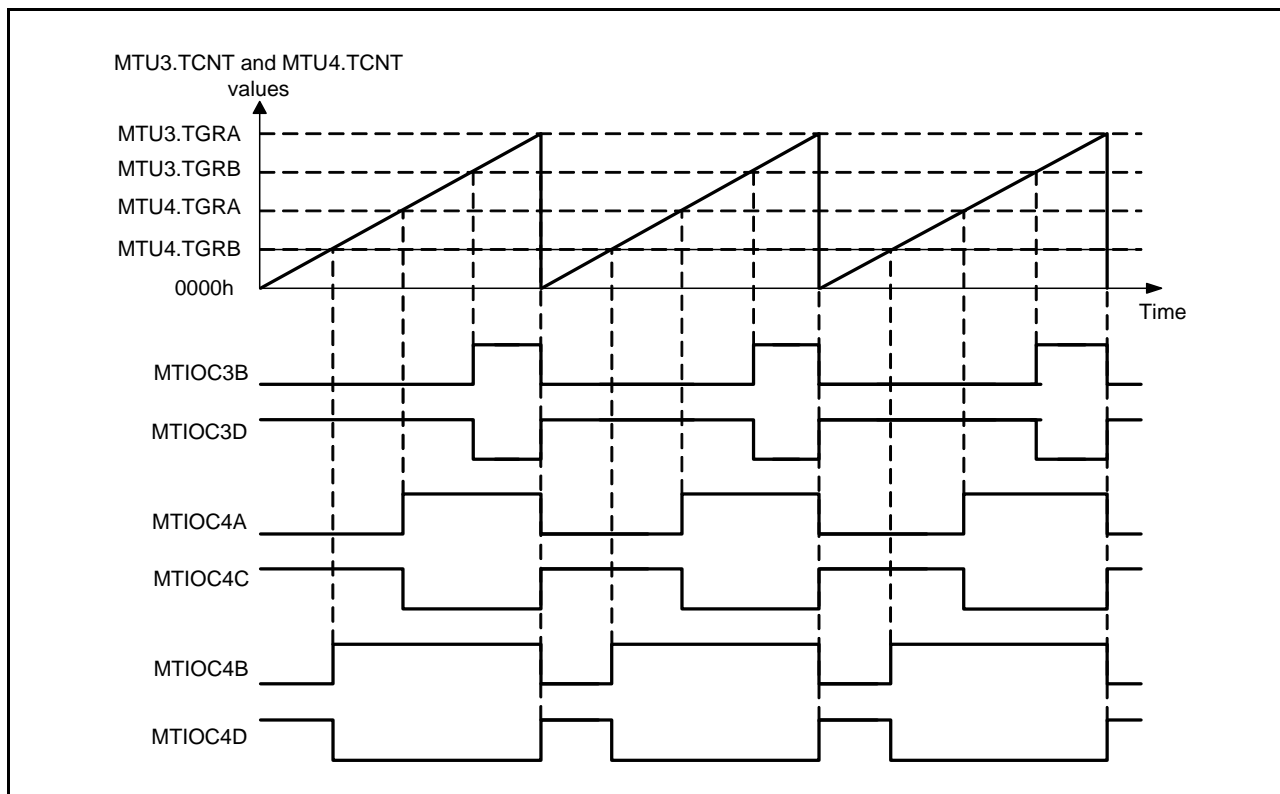 MTU3.TCNT and MTU4.TCNT
values
MTU3.TGRA
MTU3.TGRB
MTU4.TGRA
MTU4.TGRB
0000h
Time
MTIOC3B
MTIOC3D
MTIOC4A
MTIOC4C
MTIOC4B
MTIOC4D